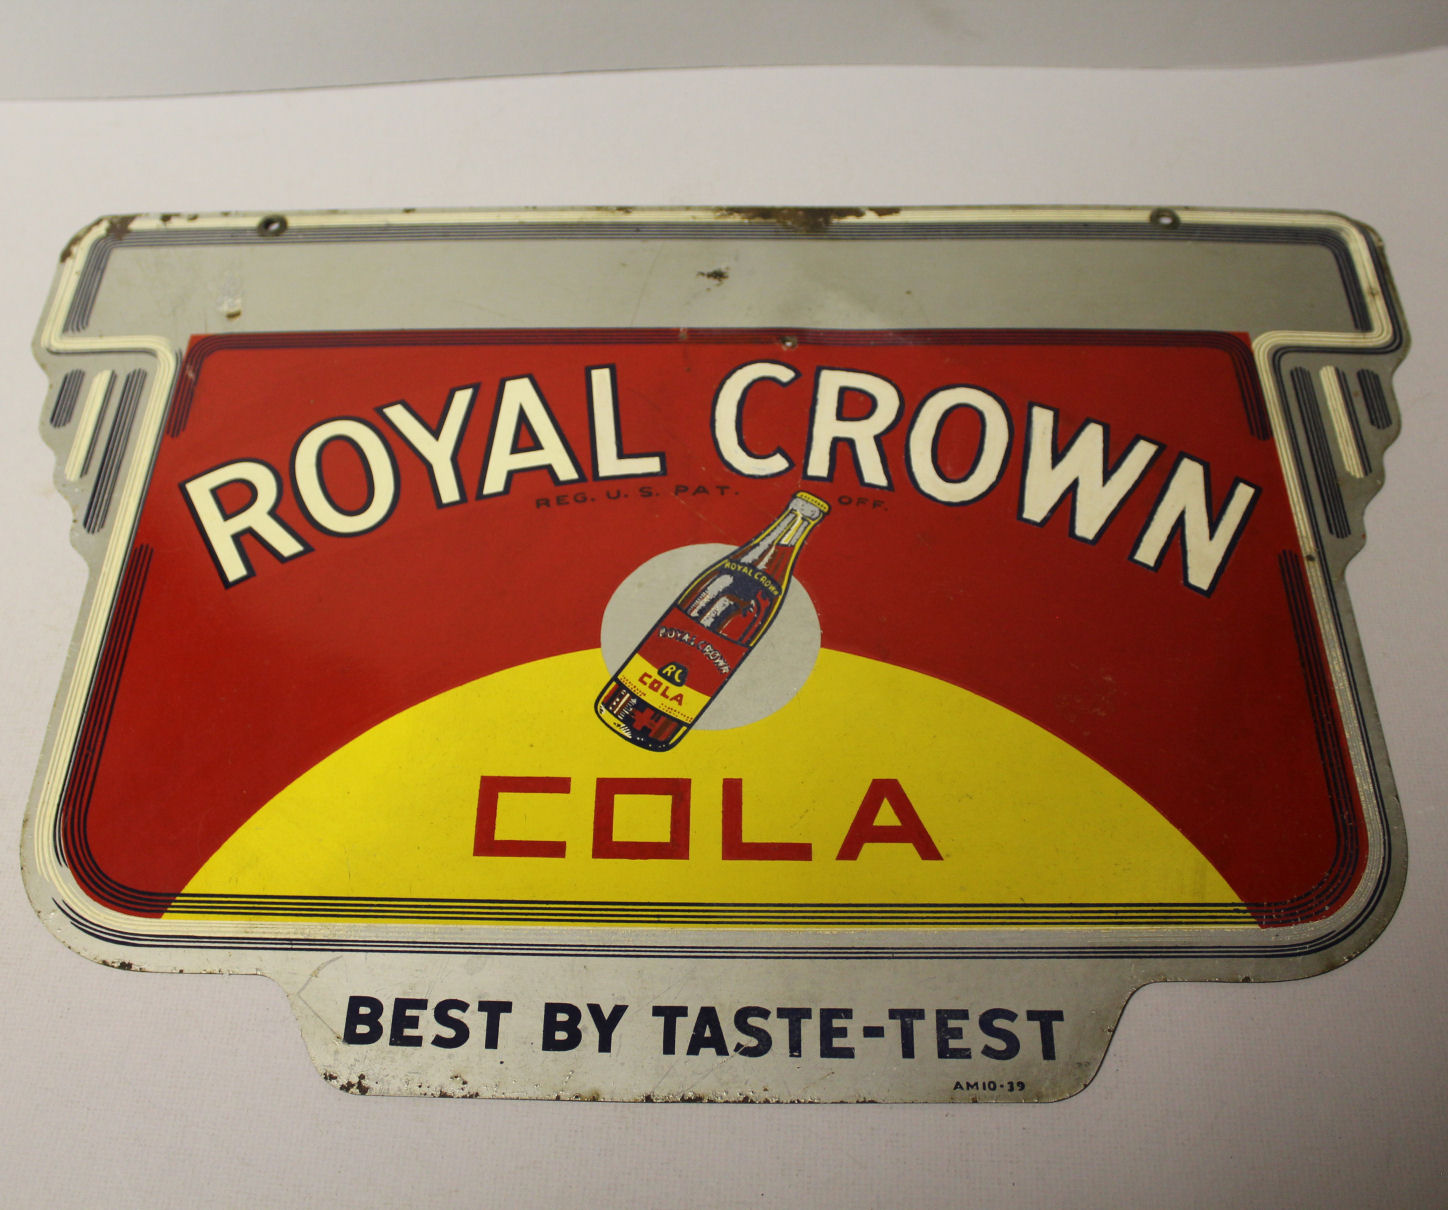 ROYAL CROWN
REG. U. S. PAT. OFF.
ROYAL CROWN
ROYAL CROWN
RC
COLA
COLA
BEST BY TASTE-TEST
AM10-39